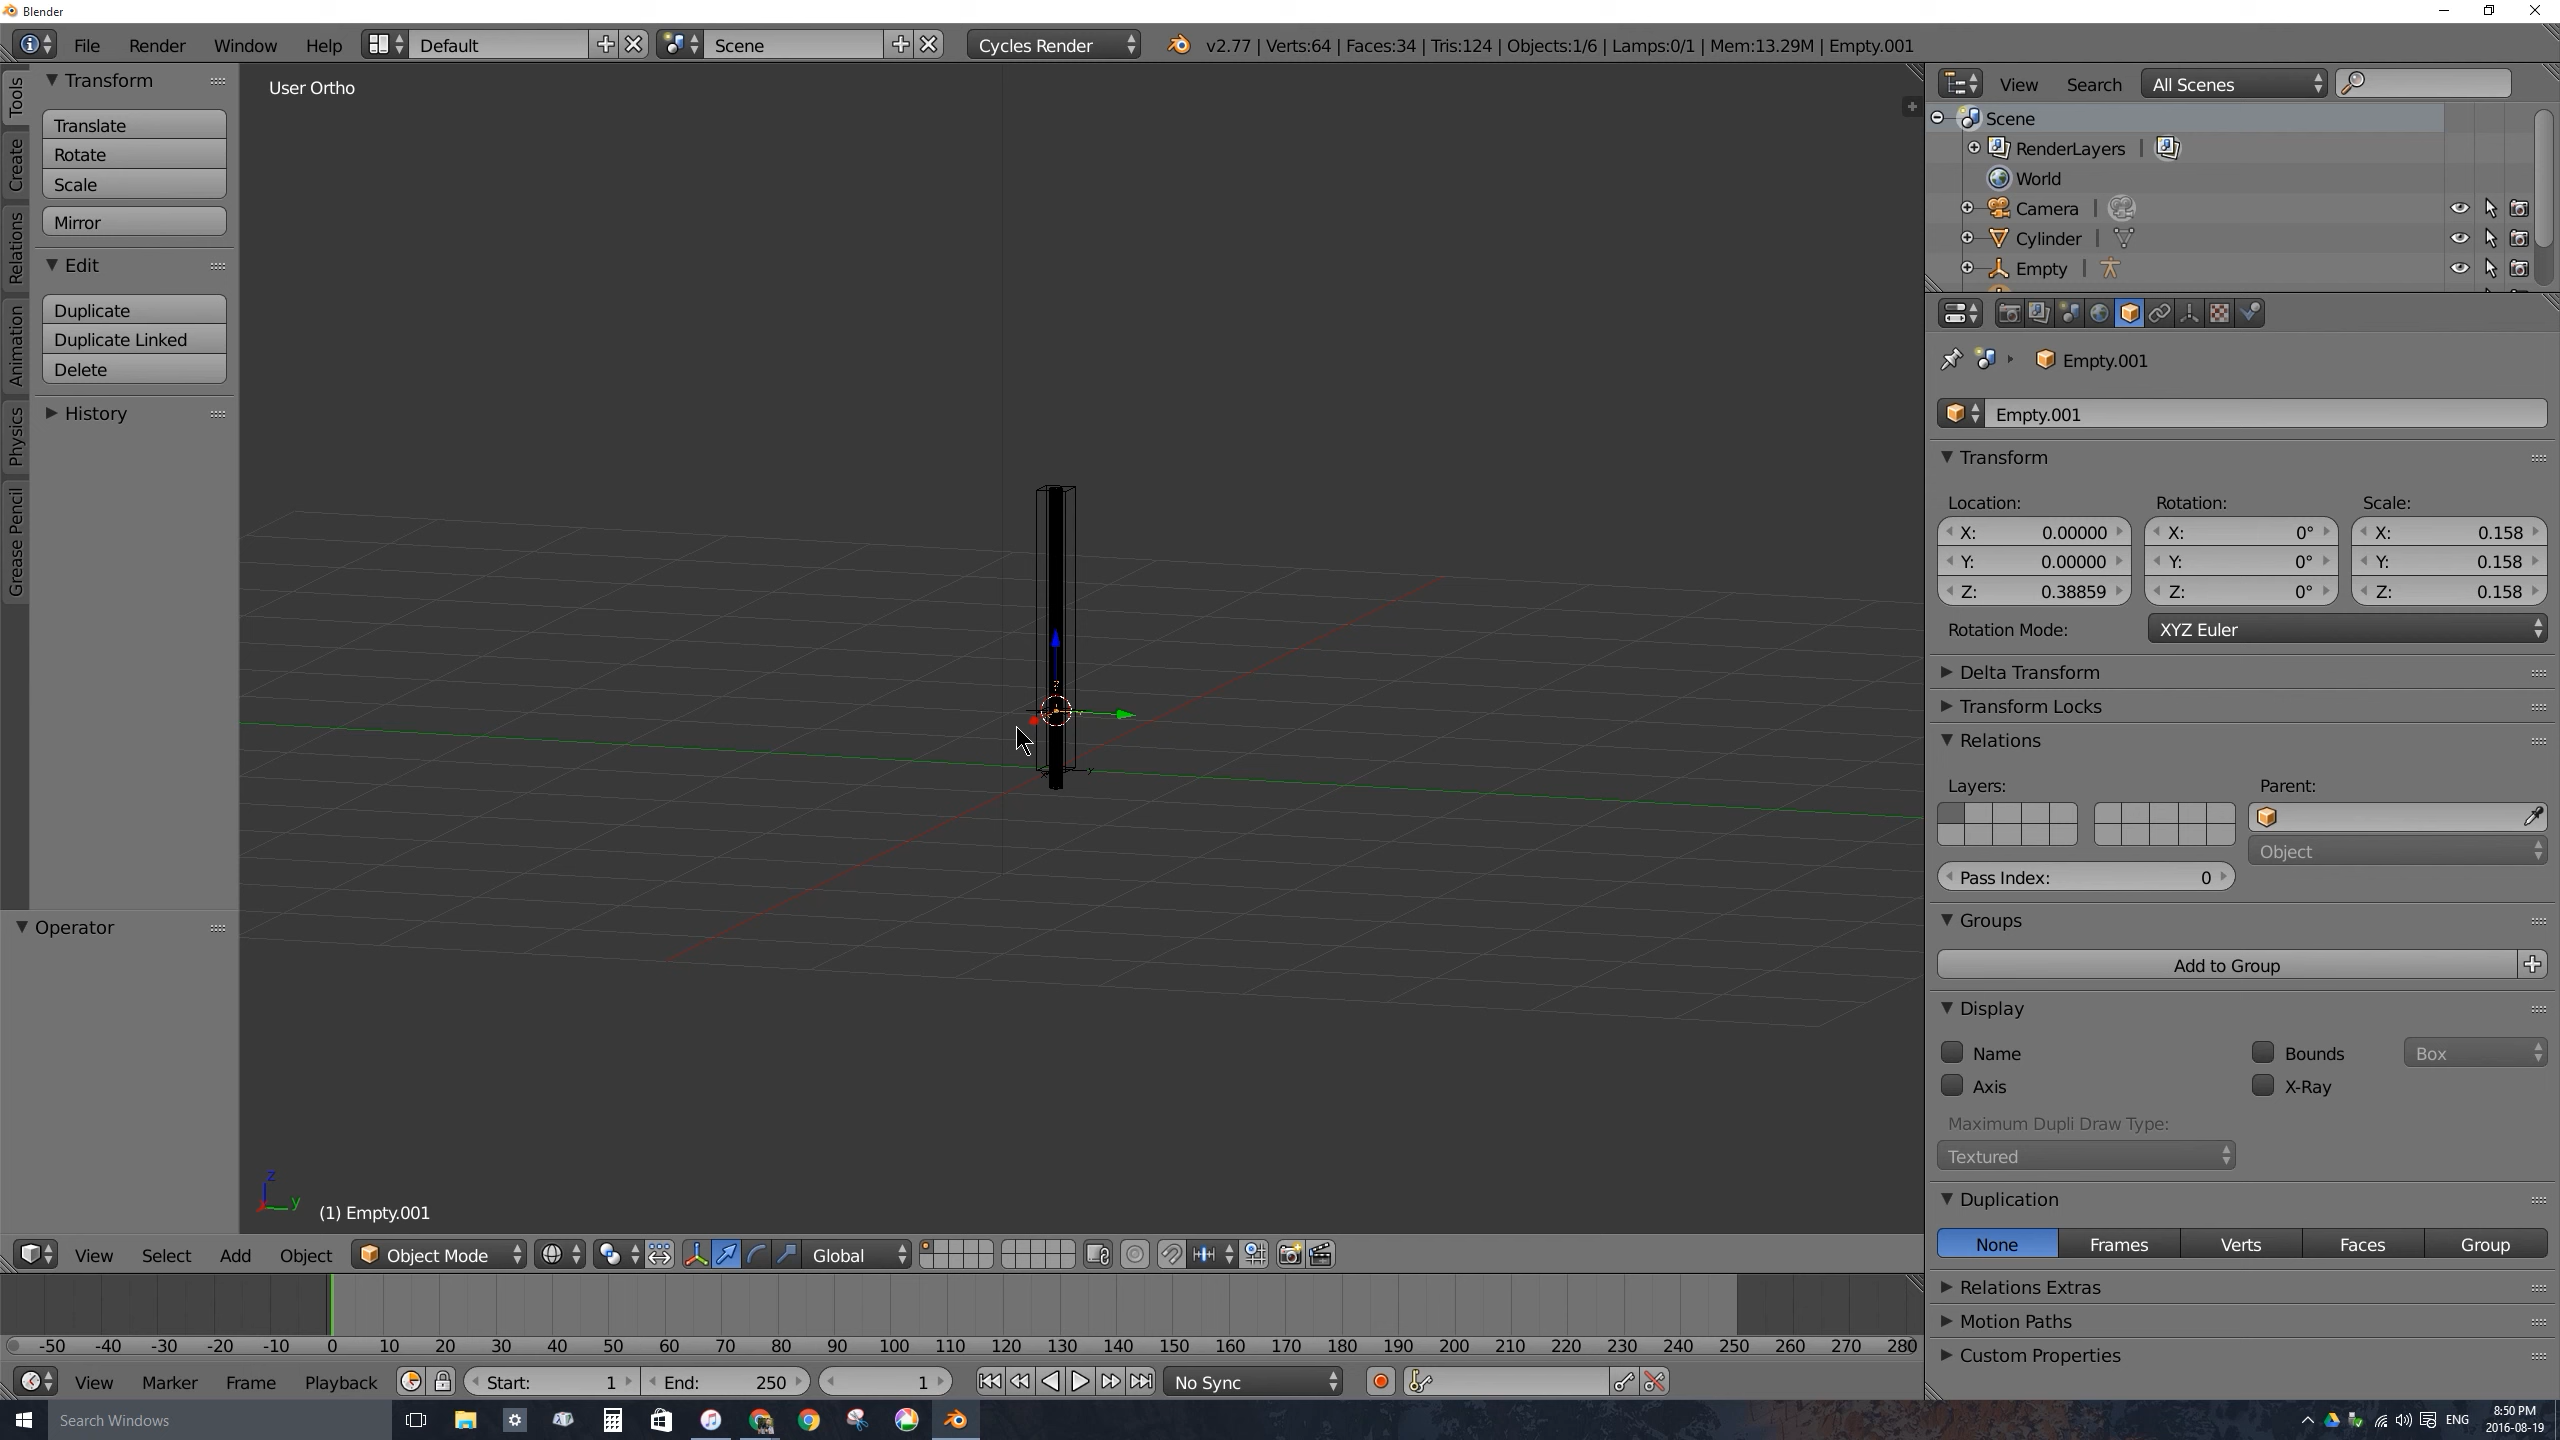 Blender
File Render Window Help Default Scene Cycles Render v2.77 | Verts:64 | Faces:34 | Tris:124 | Objects:1/6 | Lamps:0/1 | Mem:13.29M | Empty.001
Tools
Create
Relations
Animation
Physics
Grease Pencil
Transform
Translate
Rotate
Scale
Mirror
Edit
Duplicate
Duplicate Linked
Delete
History
Operator
User Ortho
z
y
z
y
(1) Empty.001
View Select Add Object Object Mode Global
-50 -40 -30 -20 -10 0 10 20 30 40 50 60 70 80 90 100 110 120 130 140 150 160 170 180 190 200 210 220 230 240 250 260 270 280
View Marker Frame Playback Start: 1 End: 250 1 No Sync
View Search All Scenes
Scene
RenderLayers |
World
Camera |
Cylinder |
Empty |
Empty.001
Empty.001
Transform
Location: Rotation: Scale:
X: 0.00000 X: 0° X: 0.158
Y: 0.00000 Y: 0° Y: 0.158
Z: 0.38859 Z: 0° Z: 0.158
Rotation Mode: XYZ Euler
Delta Transform
Transform Locks
Relations
Layers: Parent:
Object
Pass Index: 0
Groups
Add to Group
Display
Name Bounds Box
Axis X-Ray
Maximum Dupli Draw Type:
Textured
Duplication
None Frames Verts Faces Group
Relations Extras
Motion Paths
Custom Properties
Search Windows
ENG
8:50 PM
2016-08-19